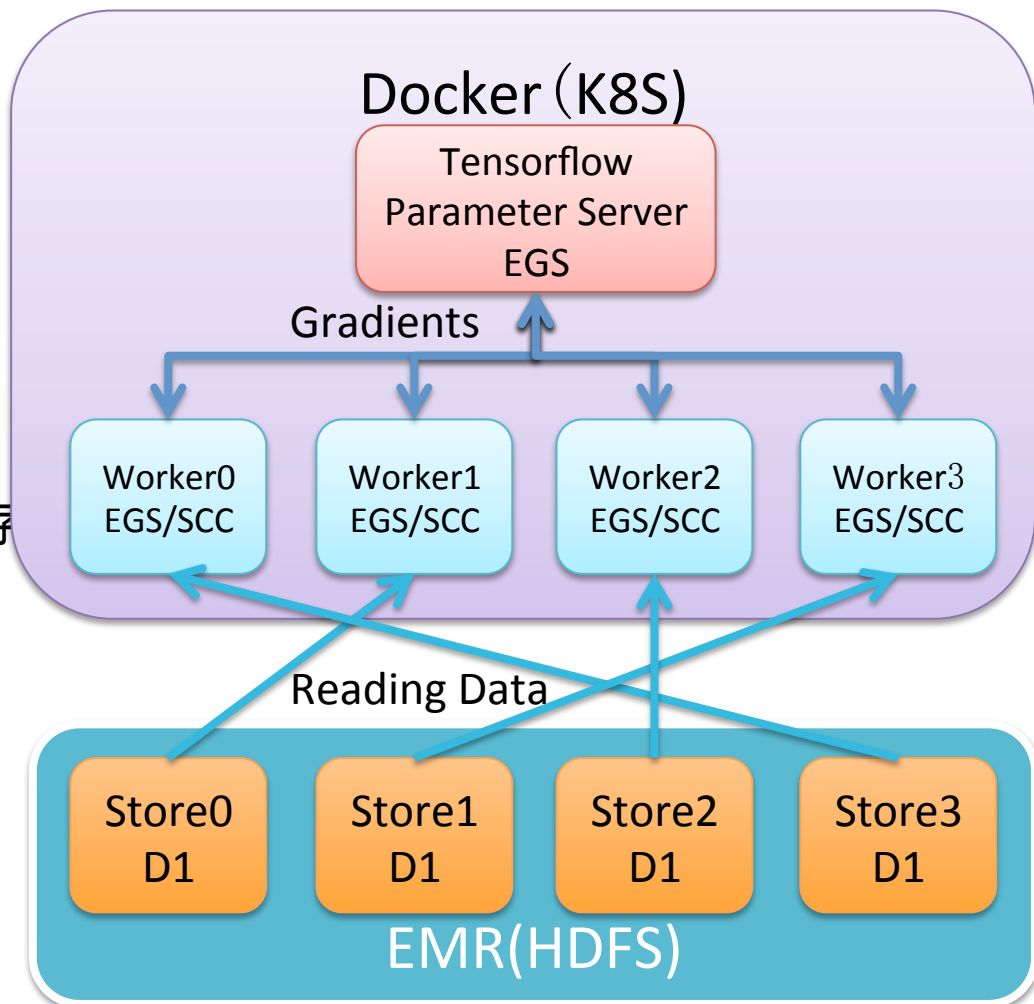 Docker（K8S)
Tensorflow
Parameter Server
EGS
Gradients
Worker0
EGS/SCC
Worker1
EGS/SCC
Worker2
EGS/SCC
Worker3
EGS/SCC
Reading Data
Store0
D1
Store1
D1
Store2
D1
Store3
D1
EMR(HDFS)